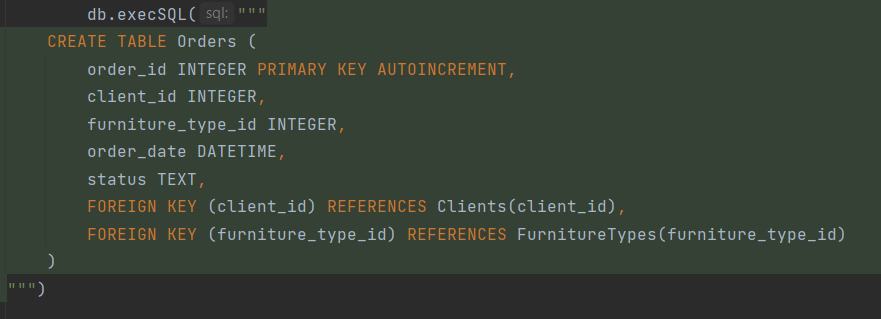 db.execSQL( sql: """
CREATE TABLE Orders (
order_id INTEGER PRIMARY KEY AUTOINCREMENT,
client_id INTEGER,
furniture_type_id INTEGER,
order_date DATETIME,
status TEXT,
FOREIGN KEY (client_id) REFERENCES Clients(client_id),
FOREIGN KEY (furniture_type_id) REFERENCES FurnitureTypes(furniture_type_id)
)
""")